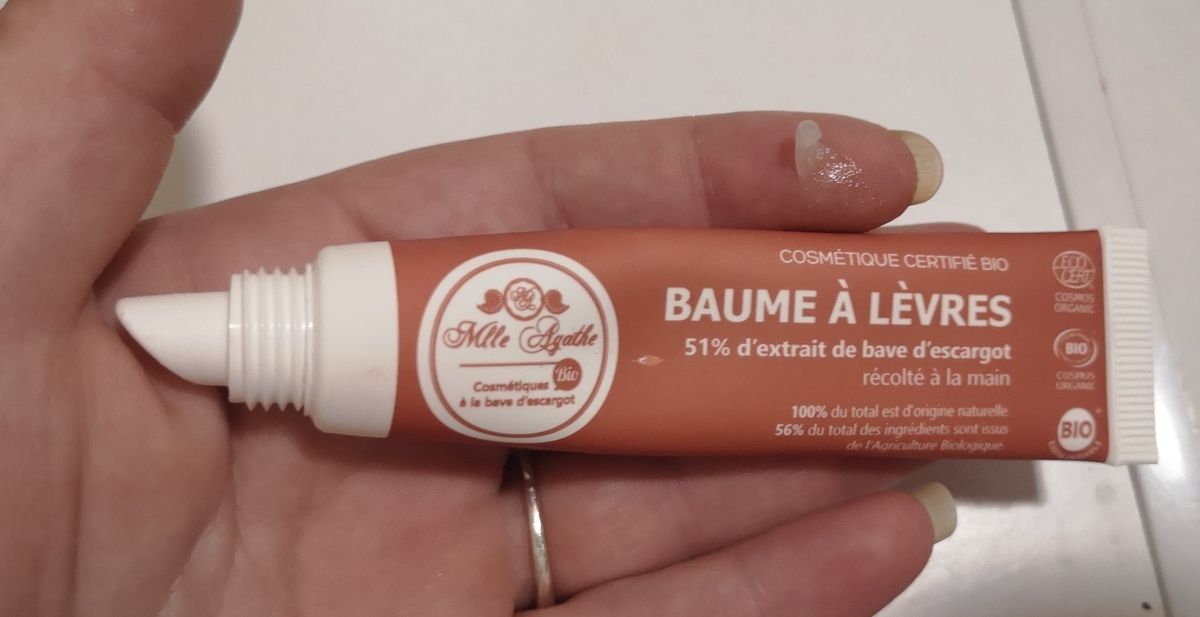 Mlle Agathe
Bio
Cosmétiques
à la bave d'escargot
COSMÉTIQUE CERTIFIÉ BIO
BAUME À LÈVRES
51% d'extrait de bave d'escargot
récolté à la main
100% du total est d'origine naturelle.
56% du total des ingrédients sont issus
de l'Agriculture Biologique.
ECO
CERT
COSMOS
ORGANIC
BIO
COSMOS
ORGANIC
BIO